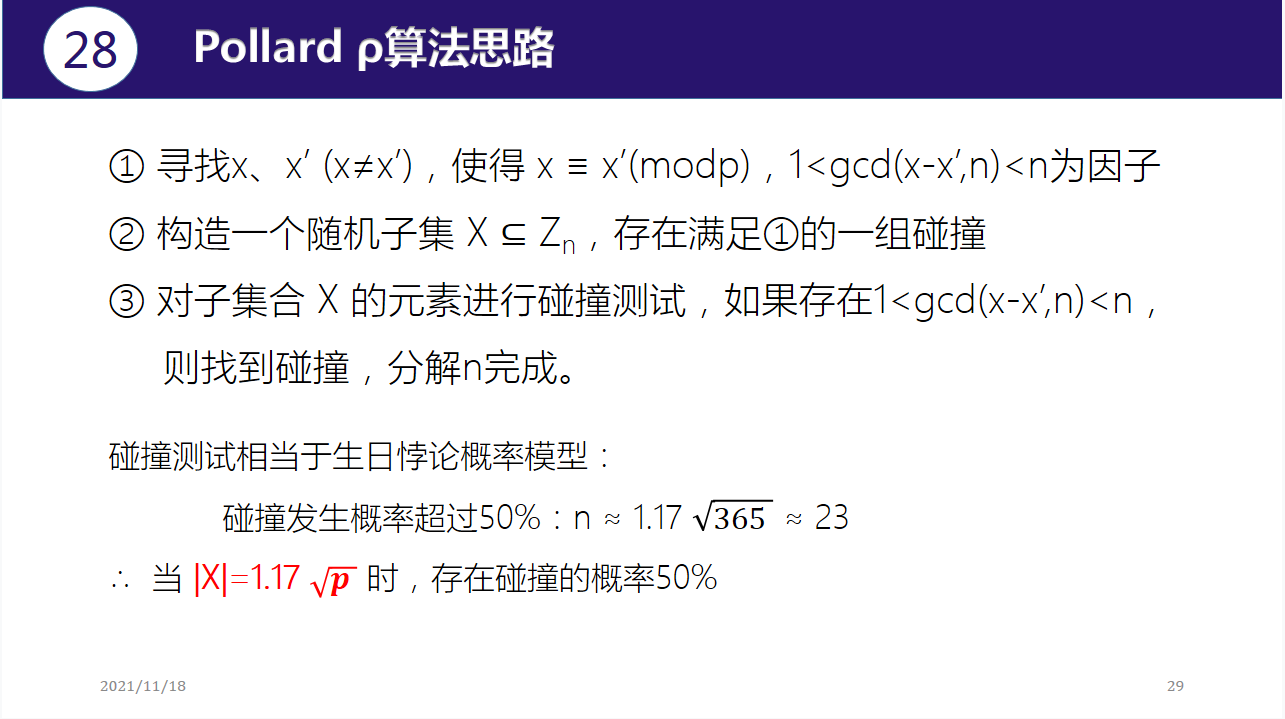 28
Pollard ρ算法思路
① 寻找x、x′ (x≠x′)，使得 x ≡ x′(modp)，1<gcd(x-x′,n)<n为因子
② 构造一个随机子集 X ⊆ Zₙ，存在满足①的一组碰撞
③ 对子集合 X 的元素进行碰撞测试，如果存在1<gcd(x-x′,n)<n，
则找到碰撞，分解n完成。
碰撞测试相当于生日悖论概率模型：
碰撞发生概率超过50%：n ≈ 1.17 √365 ≈ 23
∴ 当 |X|=1.17 √p 时，存在碰撞的概率50%
2021/11/18
29